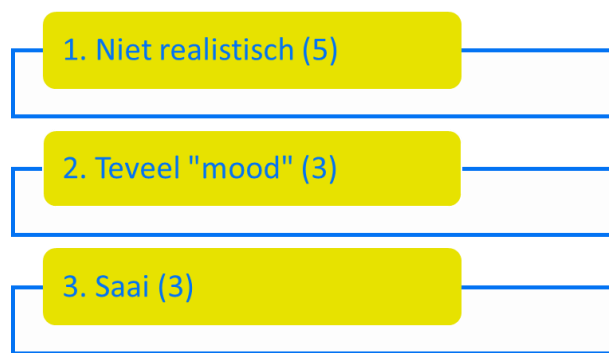 1. Niet realistisch (5)
2. Teveel "mood" (3)
3. Saai (3)